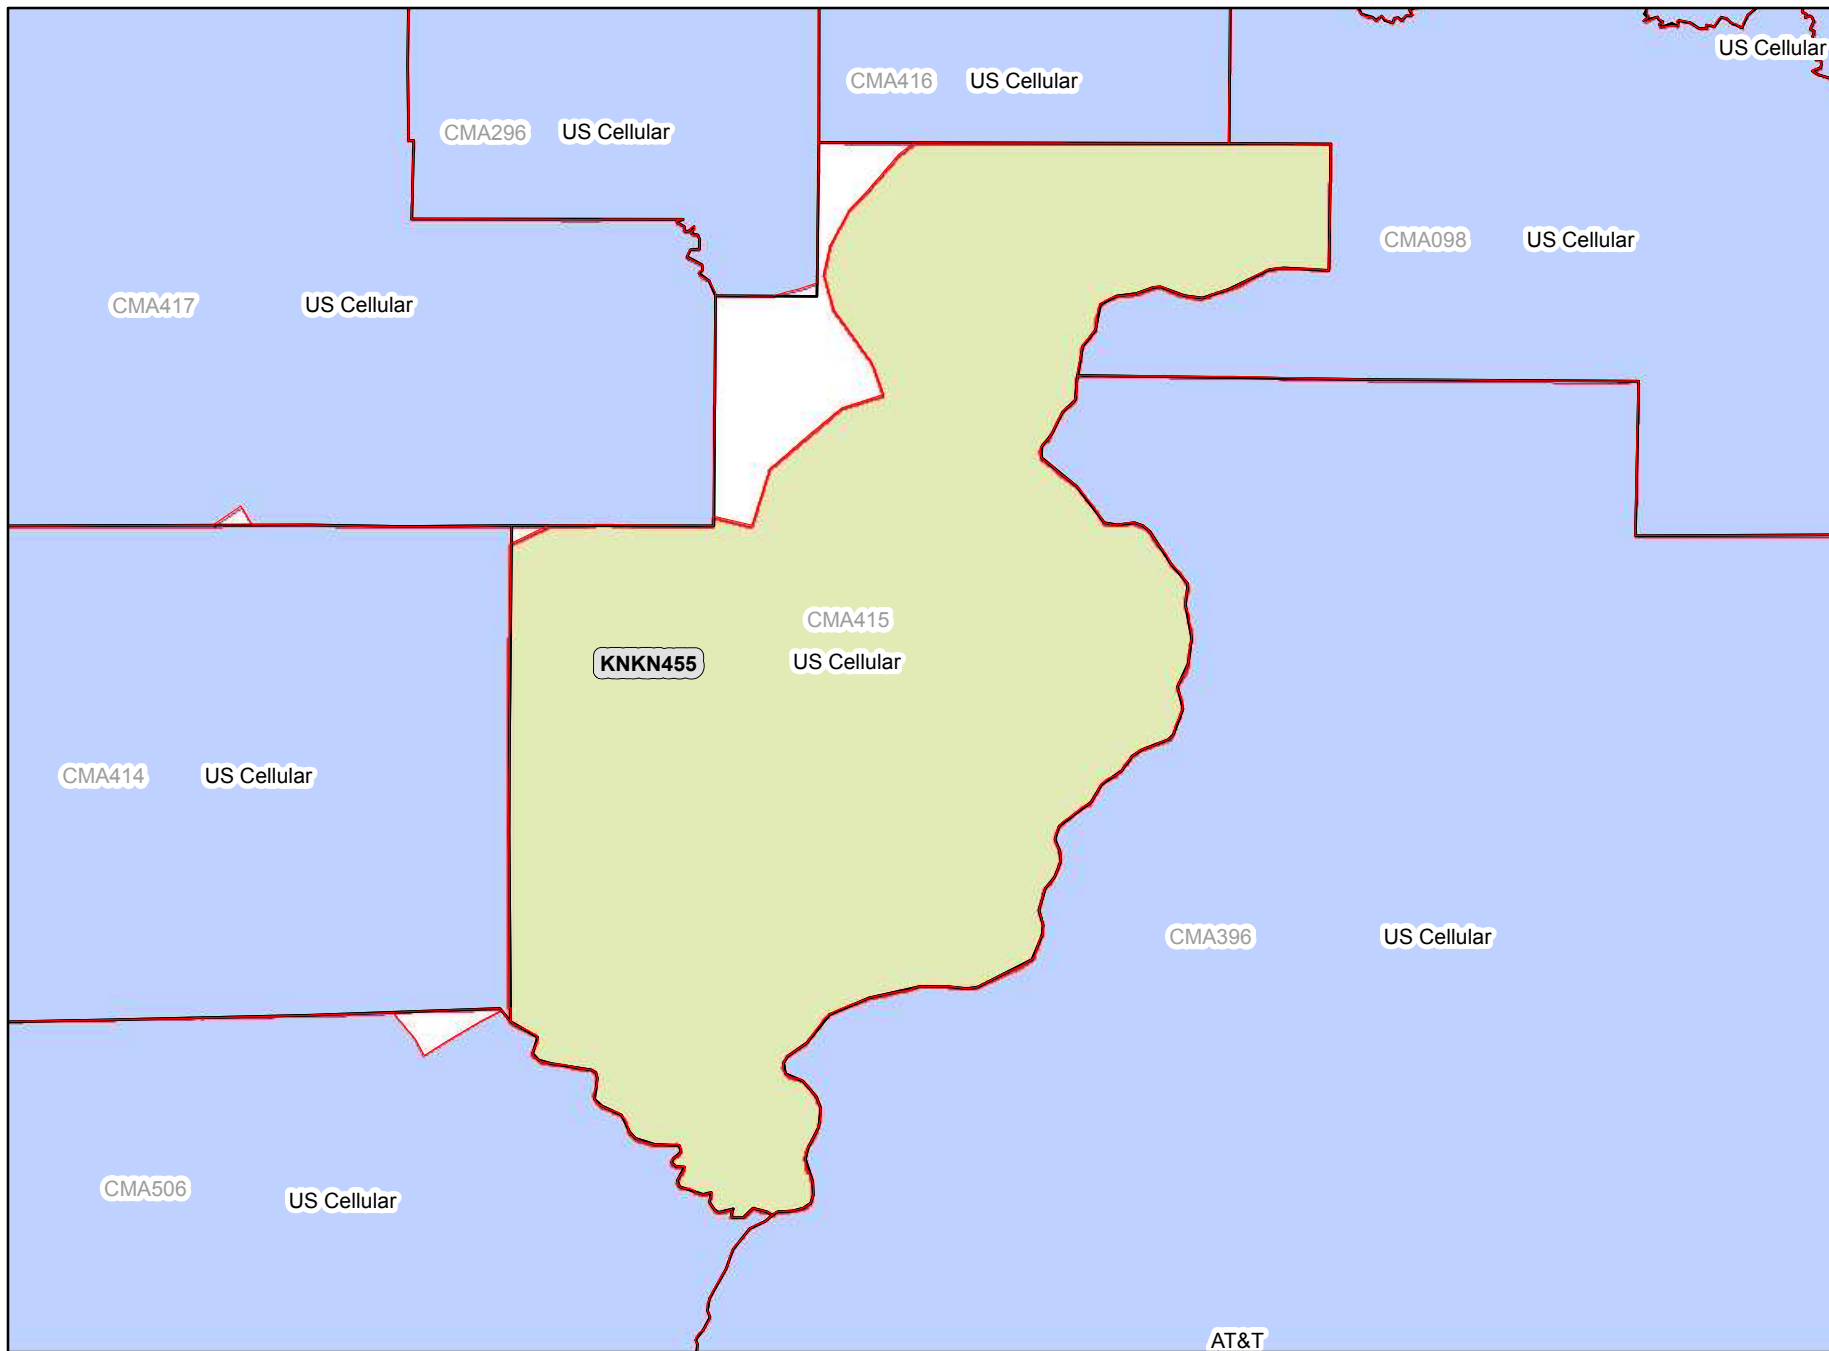 US Cellular
CMA416 US Cellular
CMA296 US Cellular
CMA098 US Cellular
CMA417 US Cellular
CMA415
KNKN455 US Cellular
CMA414 US Cellular
CMA396 US Cellular
CMA506 US Cellular
AT&T